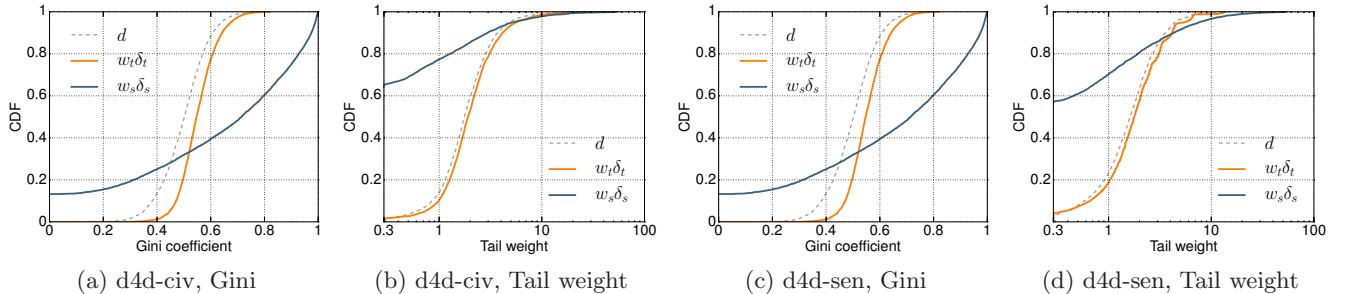 CDF
1
0.8
0.6
0.4
0.2
0
d
wtδt
wsδs
0 0.2 0.4 0.6 0.8 1
Gini coefficient
(a) d4d-civ, Gini
CDF
1
0.8
0.6
0.4
0.2
0
d
wtδt
wsδs
0.3 1 10 100
Tail weight
(b) d4d-civ, Tail weight
CDF
1
0.8
0.6
0.4
0.2
0
d
wtδt
wsδs
0 0.2 0.4 0.6 0.8 1
Gini coefficient
(c) d4d-sen, Gini
CDF
1
0.8
0.6
0.4
0.2
0
d
wtδt
wsδs
0.3 1 10 100
Tail weight
(d) d4d-sen, Tail weight